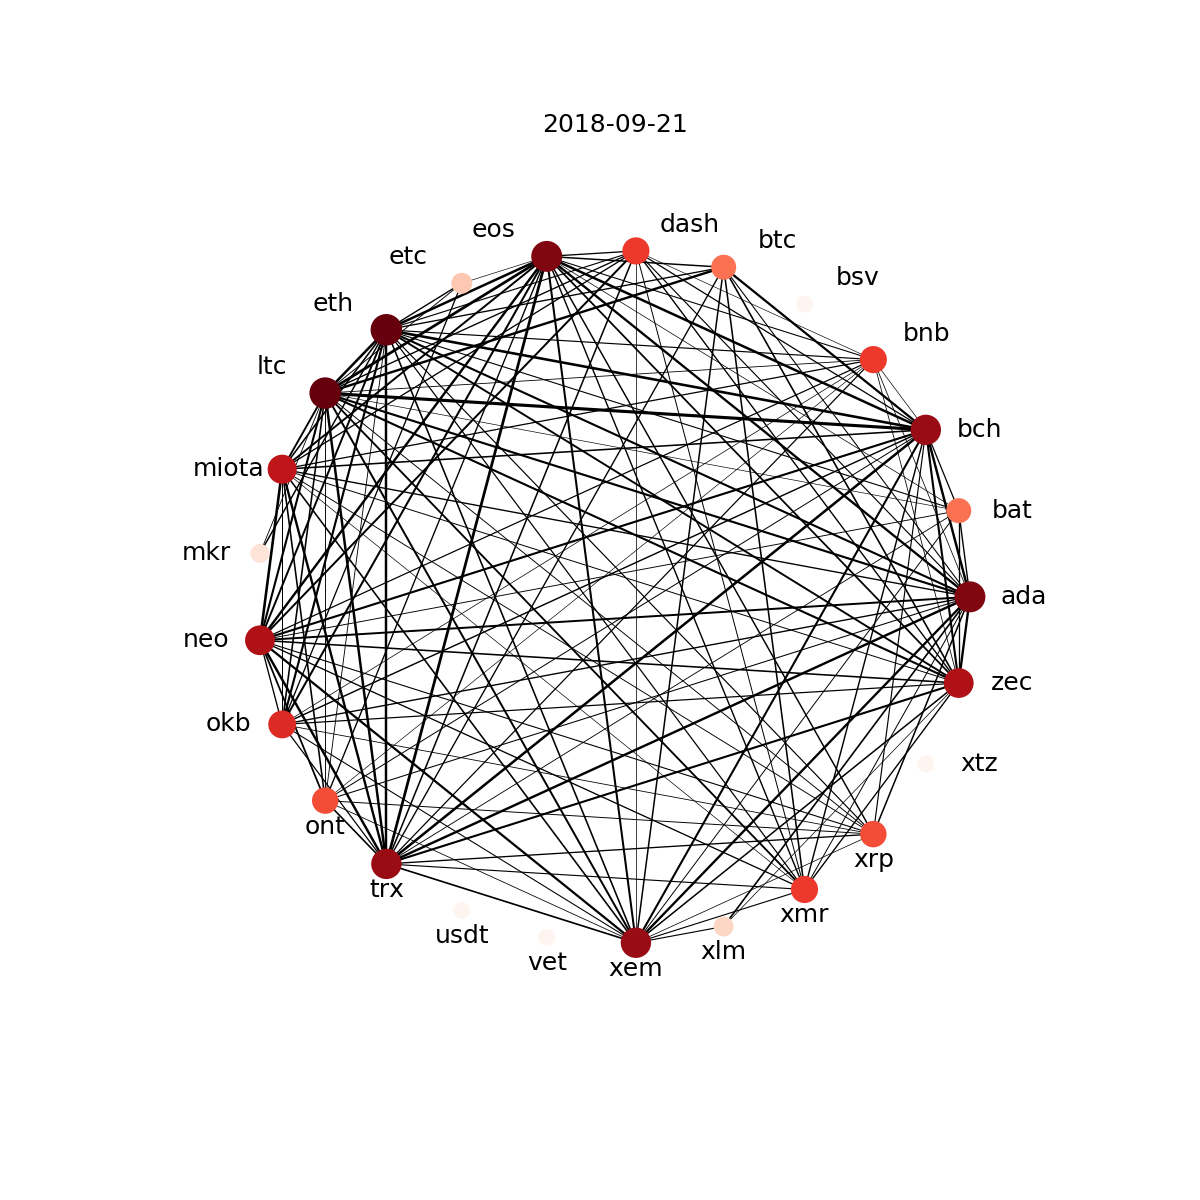 2018-09-21
dash
eos
btc
etc
bsv
eth
bnb
ltc
bch
miota
bat
mkr
ada
neo
zec
okb
xtz
ont
xrp
trx
xmr
usdt
xlm
vet
xem